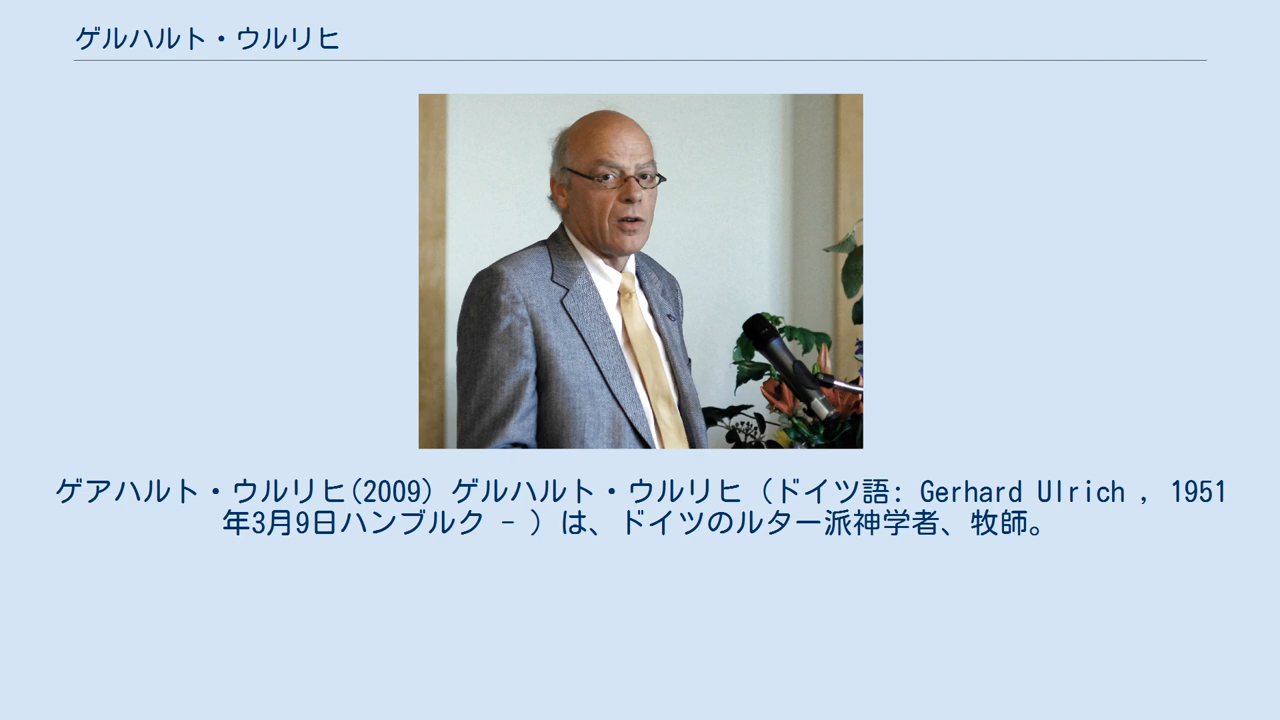 ゲルハルト・ウルリヒ
ゲアハルト・ウルリヒ(2009) ゲルハルト・ウルリヒ（ドイツ語: Gerhard Ulrich , 1951
年3月9日ハンブルク - ）は、ドイツのルター派神学者、牧師。